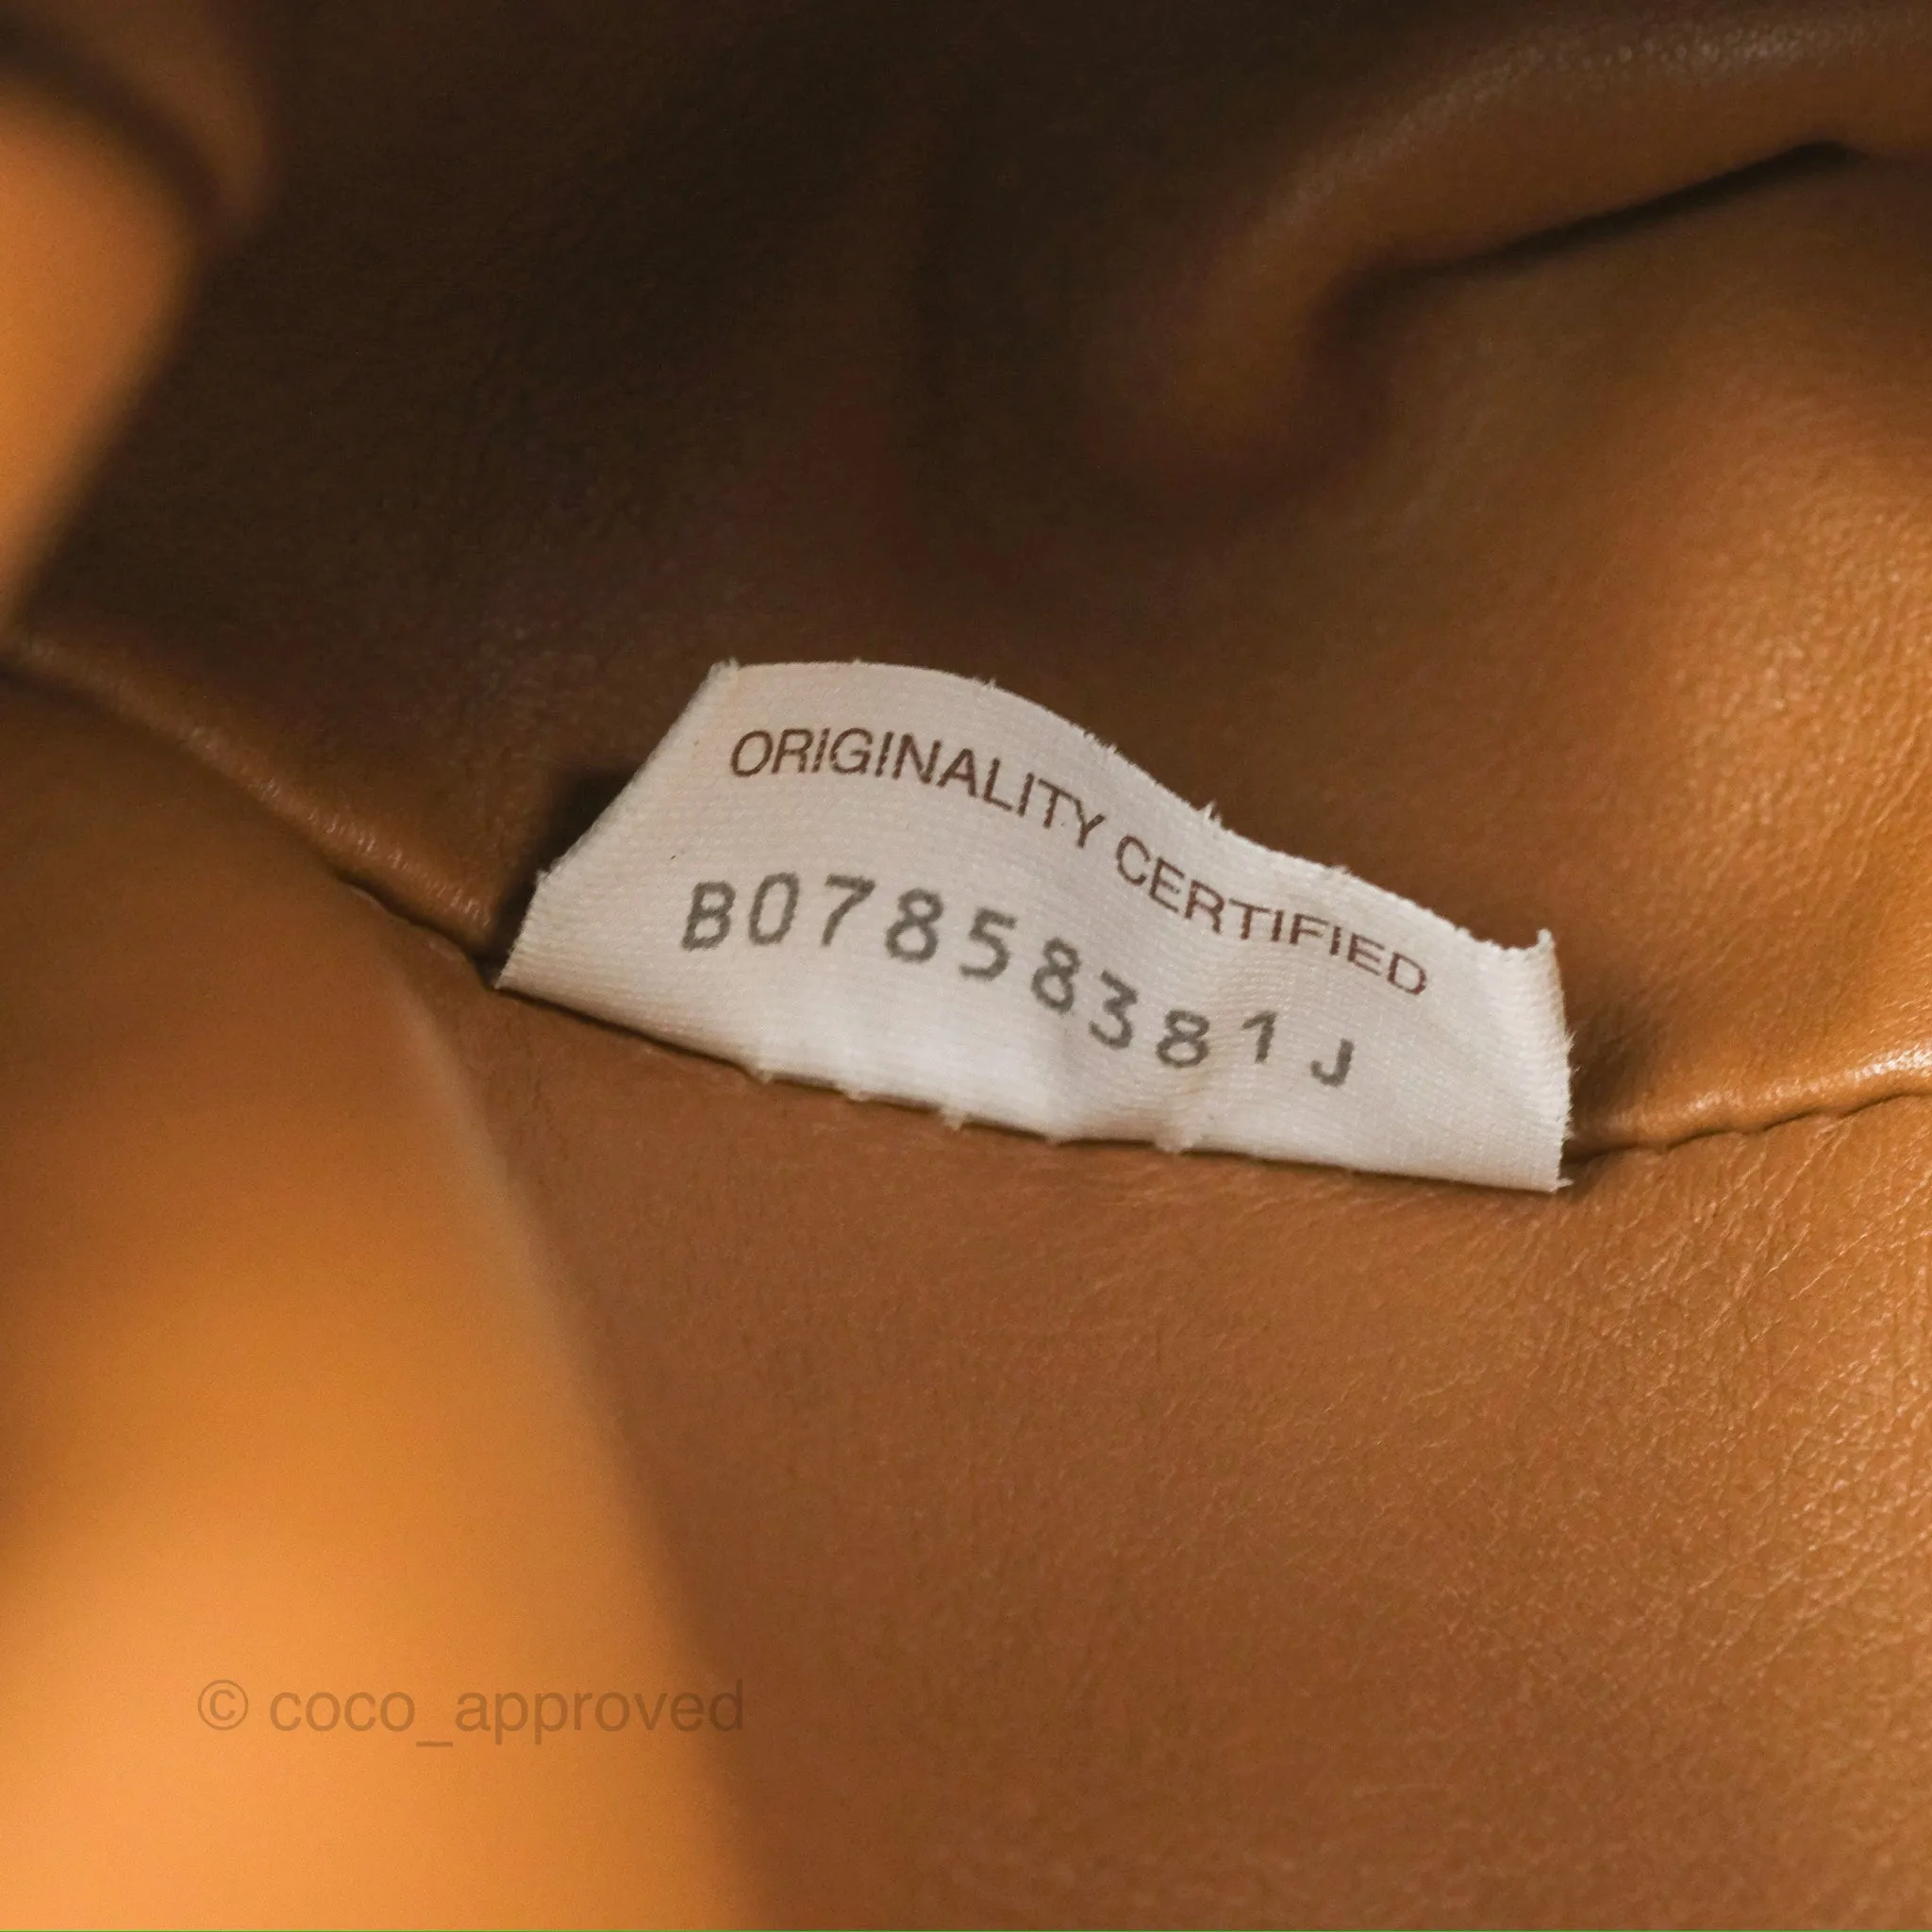 ORIGINALITY CERTIFIED
B07858381J
© coco_approved